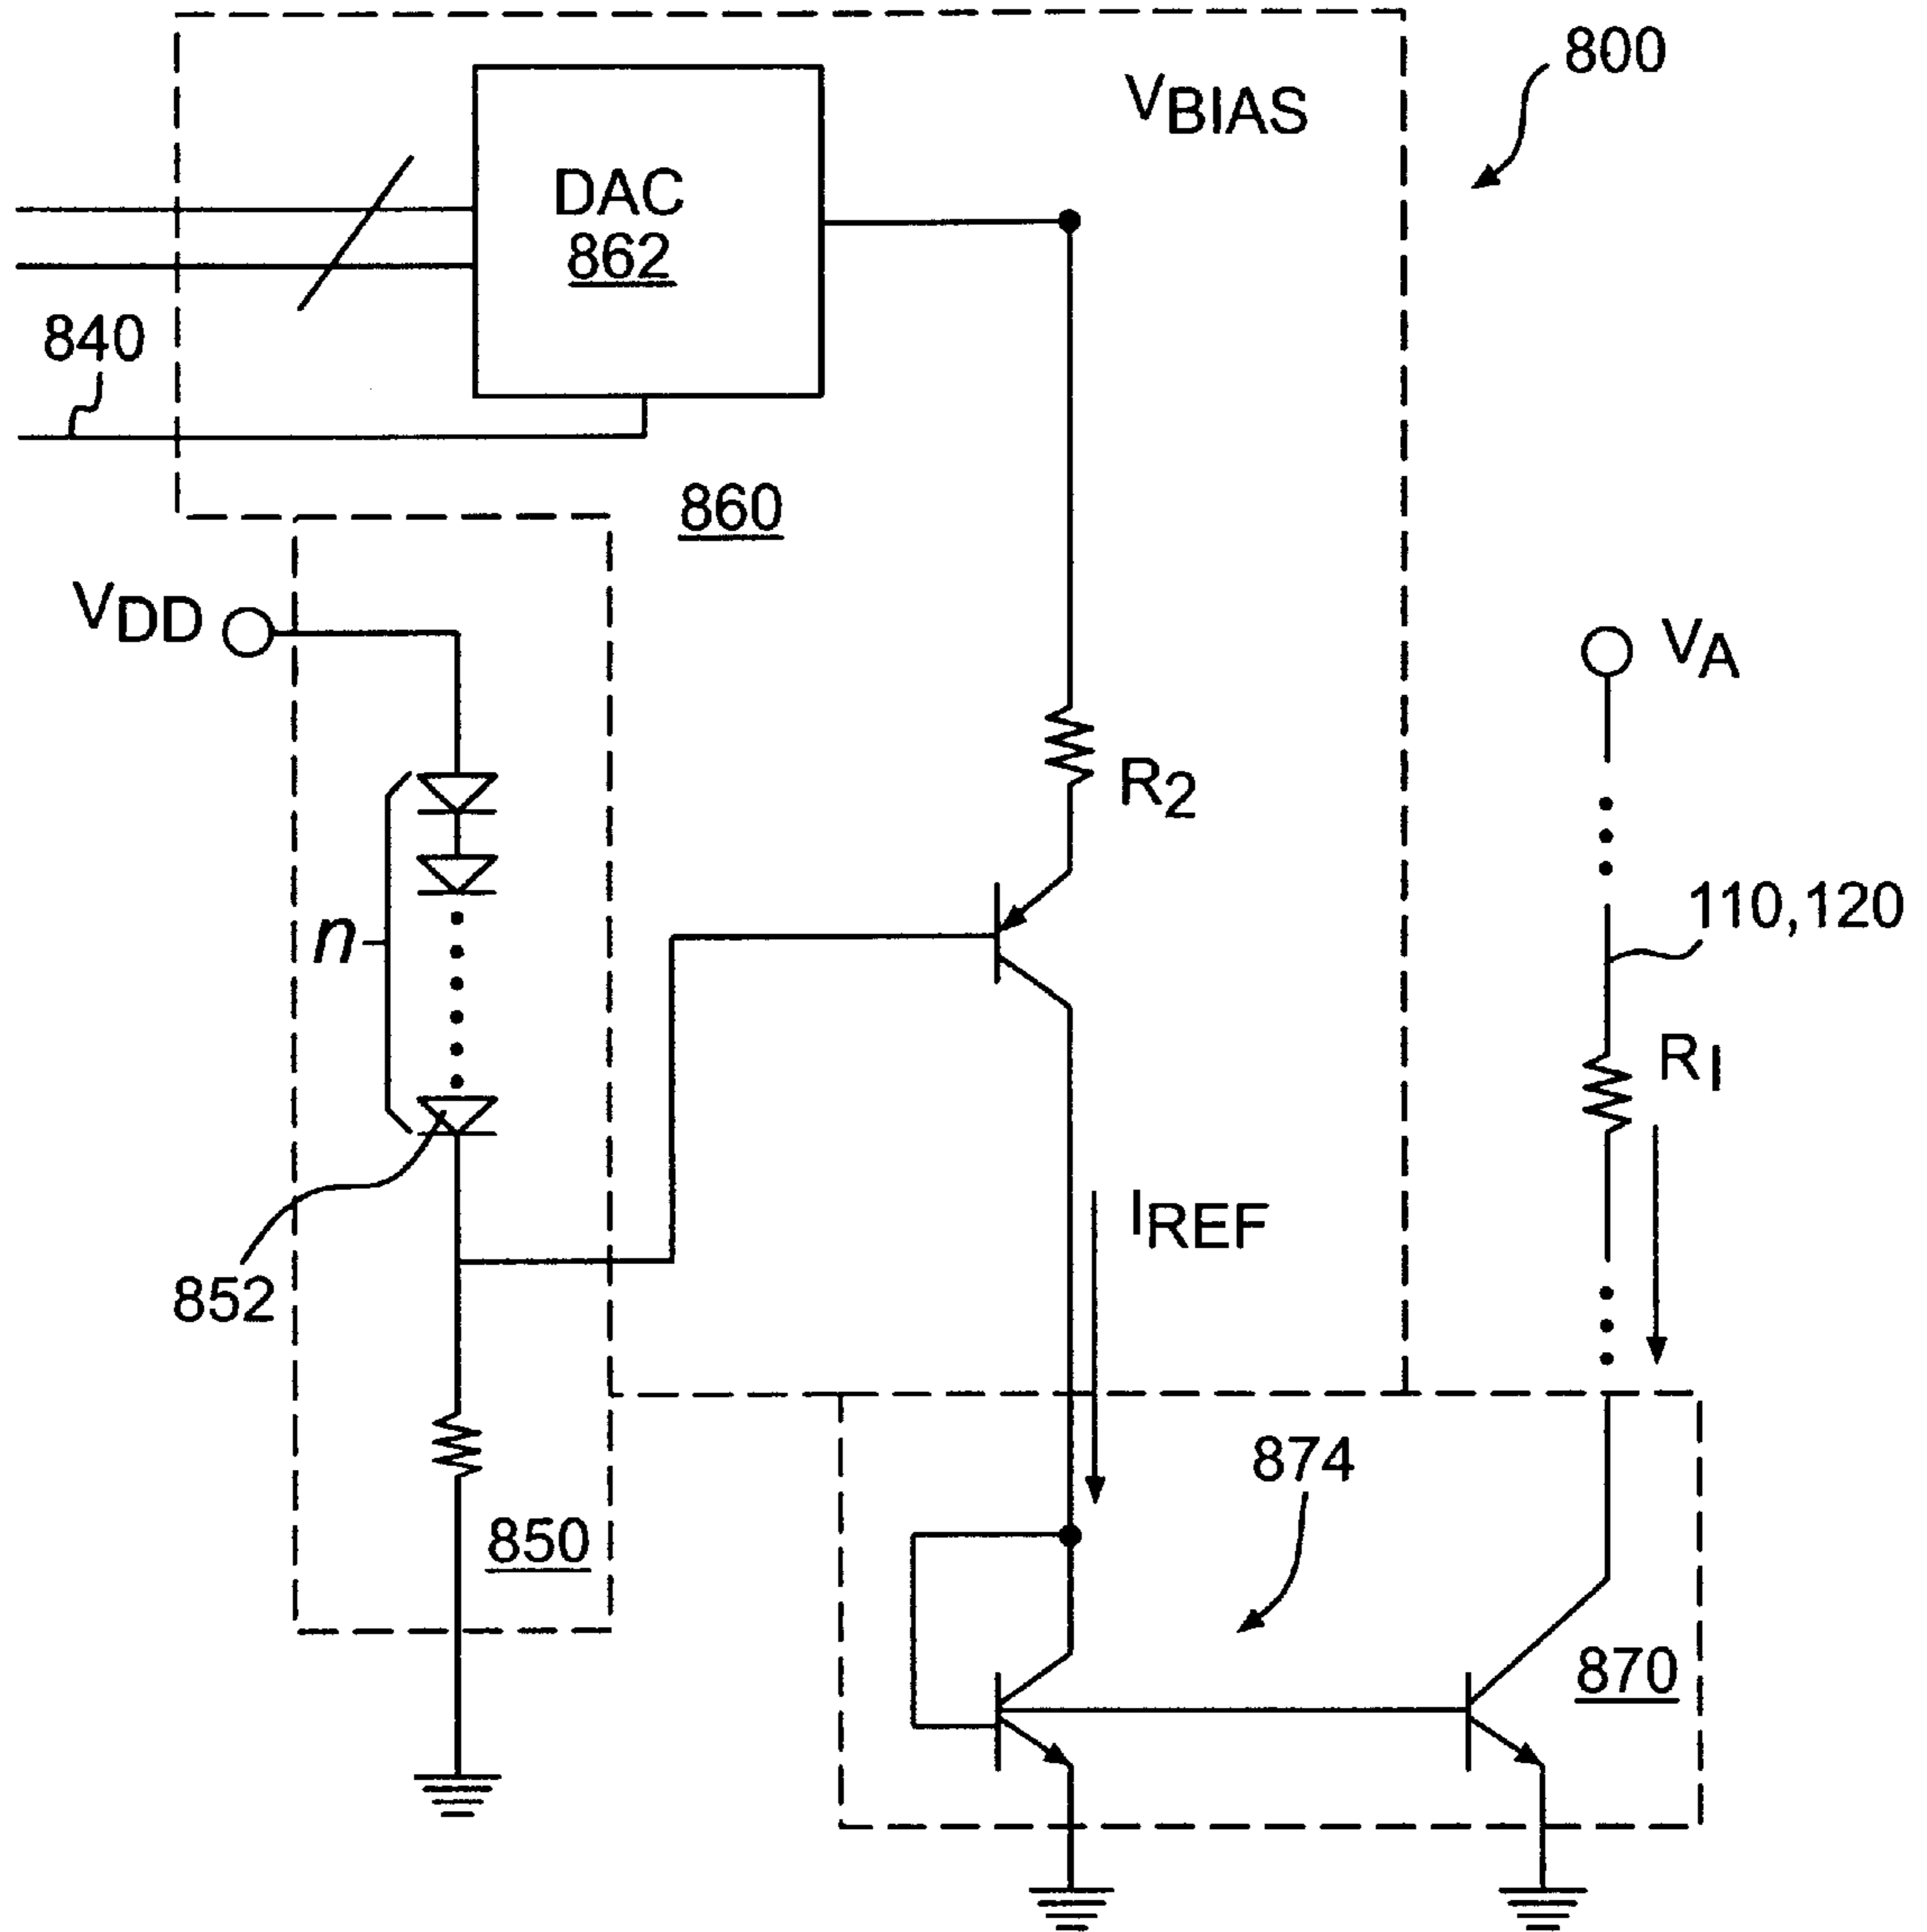 800
VBIAS
DAC
862
840
860
VDD
VA
R2
110,120
n
RI
IREF
852
874
850
870